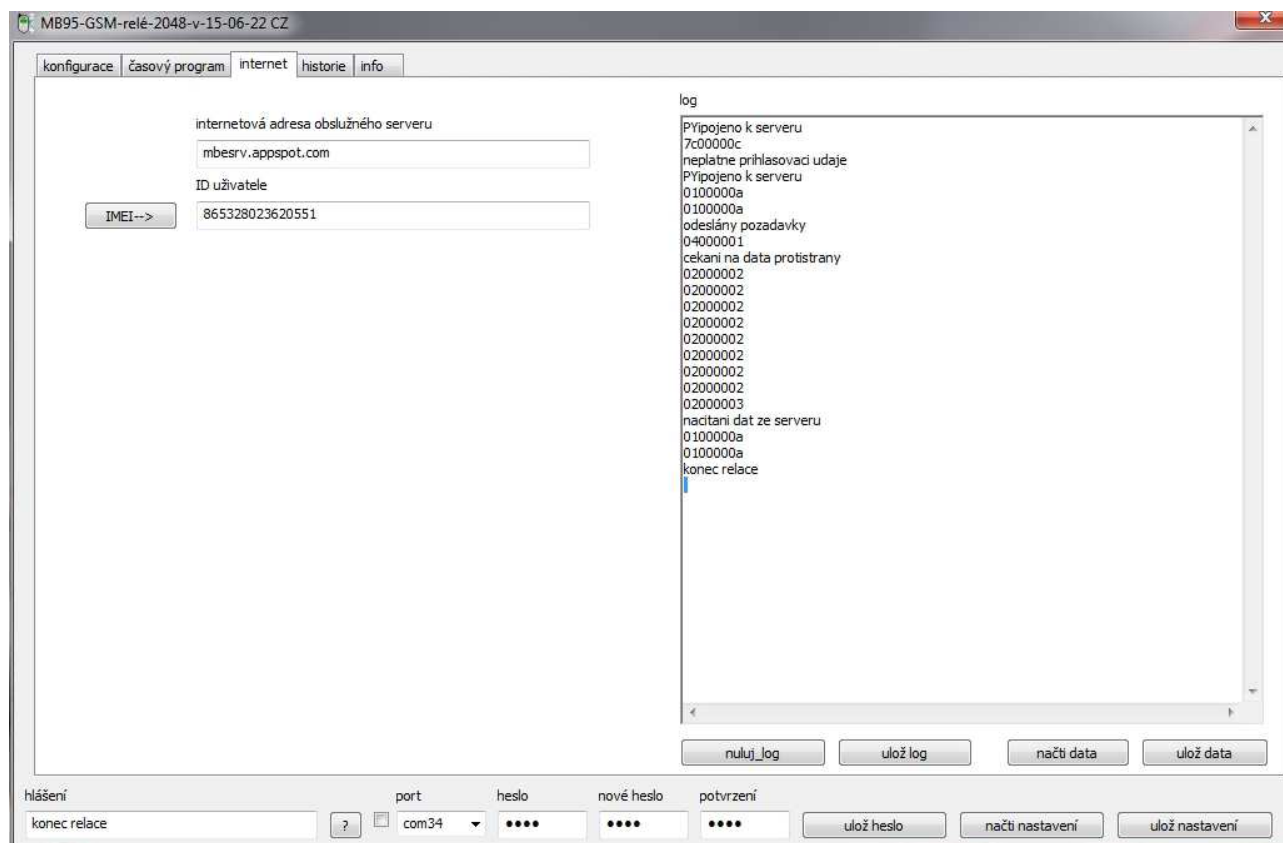 MB95-GSM-relé-2048-v-15-06-22 CZ
konfigurace časový program internet historie info
internetová adresa obslužného serveru
mbesrv.appspot.com
ID uživatele
IMEI--> 865328023620551
log
PYipojeno k serveru
7c00000c
neplatne prihlasovaci udaje
PYipojeno k serveru
0100000a
0100000a
odeslány pozadavky
04000001
cekani na data protistrany
02000002
02000002
02000002
02000002
02000002
02000002
02000002
02000002
02000003
nacitani dat ze serveru
0100000a
0100000a
konec relace
nuluj_log ulož log načti data ulož data
hlášení port heslo nové heslo potvrzení
konec relace ? com34 •••• •••• •••• ulož heslo načti nastavení ulož nastavení